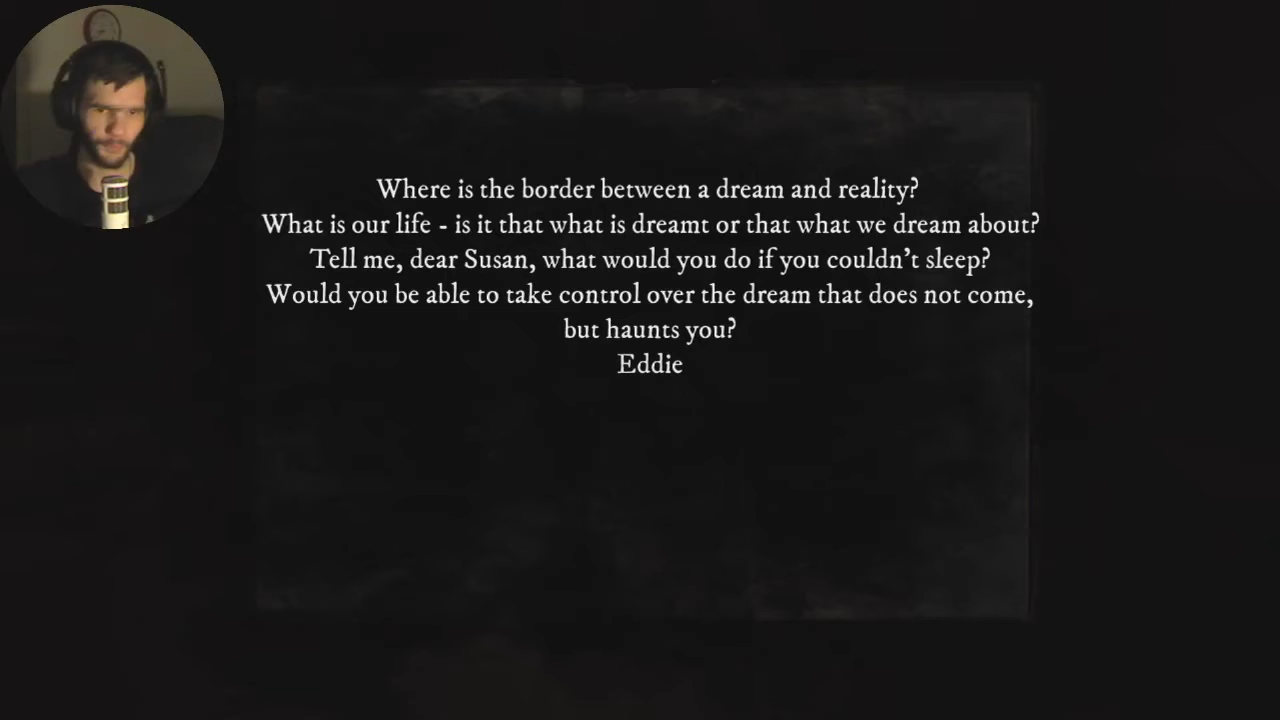 Where is the border between a dream and reality?
What is our life - is it that what is dreamt or that what we dream about?
Tell me, dear Susan, what would you do if you couldn't sleep?
Would you be able to take control over the dream that does not come,
but haunts you?
Eddie